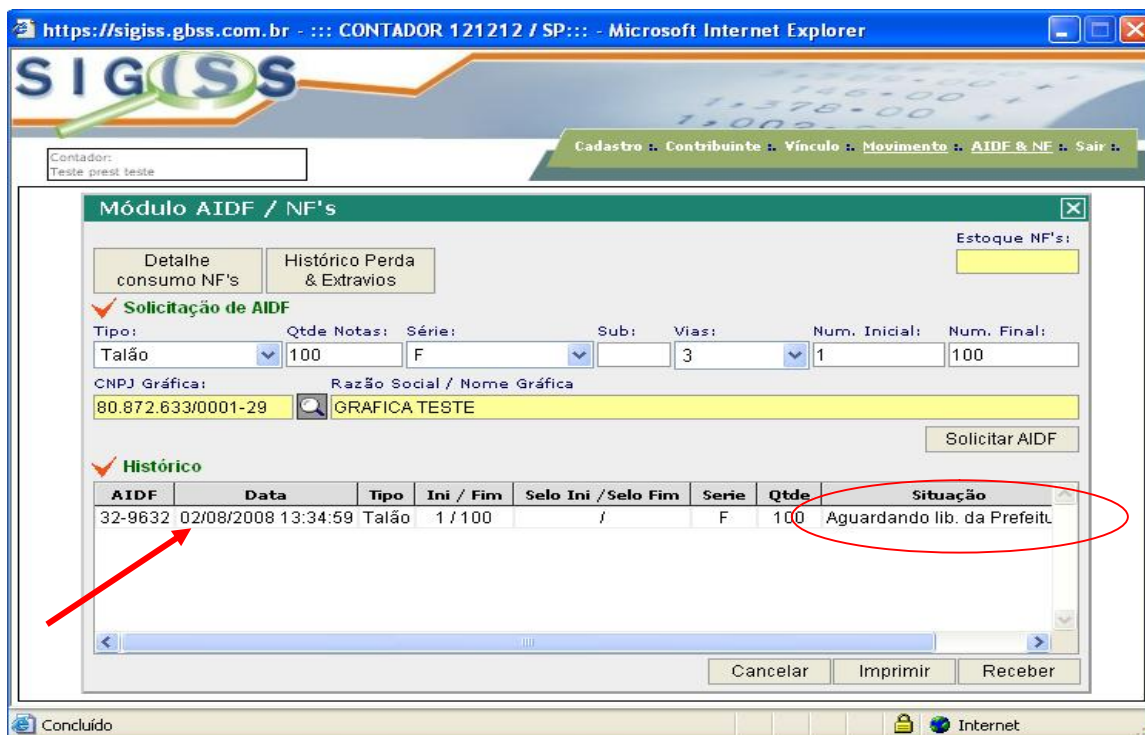 https://sigiss.gbss.com.br - ::: CONTADOR 121212 / SP::: - Microsoft Internet Explorer
SIGISS
Cadastro :. Contribuinte :. Vínculo :. Movimento :. AIDF & NF :. Sair :.
Contador:
Teste prest teste
Módulo AIDF / NF's
Estoque NF's:
Detalhe consumo NF's
Histórico Perda & Extravios
Solicitação de AIDF
Tipo: Qtde Notas: Série: Sub: Vias: Num. Inicial: Num. Final:
Talão 100 F 3 1 100
CNPJ Gráfica: Razão Social / Nome Gráfica
80.872.633/0001-29 GRAFICA TESTE
Solicitar AIDF
Histórico
AIDF Data Tipo Ini / Fim Selo Ini /Selo Fim Serie Qtde Situação
32-9632 02/08/2008 13:34:59 Talão 1 / 100 / F 100 Aguardando lib. da Prefeitu
Cancelar Imprimir Receber
Concluído Internet